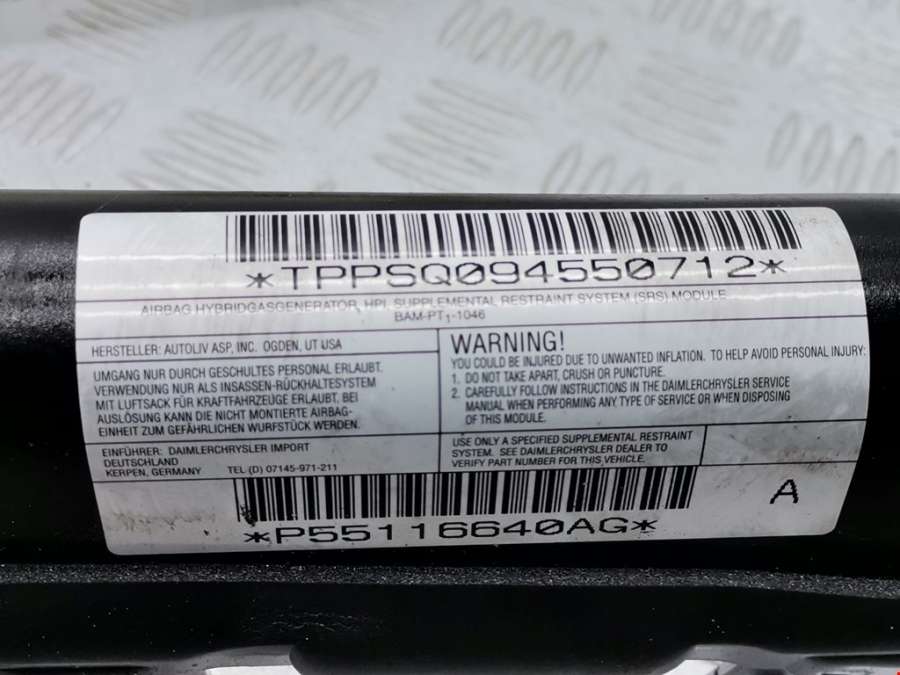 *TPPSQ094550712*
AIRBAG HYBRIDGASGENERATOR, HPI, SUPPLEMENTAL RESTRAINT SYSTEM (SRS) MODULE
BAM-PT1-1046
HERSTELLER: AUTOLIV ASP, INC. OGDEN, UT USA
UMGANG NUR DURCH GESCHULTES PERSONAL ERLAUBT.
VERWENDUNG NUR ALS INSASSEN-RÜCKHALTESYSTEM
MIT LUFTSACK FÜR KRAFTFAHRZEUGE ERLAUBT, BEI
AUSLÖSUNG KANN DIE NICHT MONTIERTE AIRBAG-
EINHEIT ZUM GEFÄHRLICHEN WURFSTÜCK WERDEN.
EINFÜHRER: DAIMLERCHRYSLER IMPORT
DEUTSCHLAND
KERPEN, GERMANY TEL (D) 07145-971-211
WARNING!
YOU COULD BE INJURED DUE TO UNWANTED INFLATION. TO HELP AVOID PERSONAL INJURY:
1. DO NOT TAKE APART, CRUSH OR PUNCTURE.
2. CAREFULLY FOLLOW INSTRUCTIONS IN THE DAIMLERCHRYSLER SERVICE
MANUAL WHEN PERFORMING ANY TYPE OF SERVICE OR WHEN DISPOSING
OF THIS MODULE.
USE ONLY A SPECIFIED SUPPLEMENTAL RESTRAINT
SYSTEM. SEE DAIMLERCHRYSLER DEALER TO
VERIFY PART NUMBER FOR THIS VEHICLE.
A
*P55116640AG*